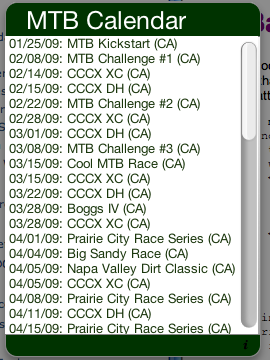 MTB Calendar
01/25/09: MTB Kickstart (CA)
02/08/09: MTB Challenge #1 (CA)
02/14/09: CCCX XC (CA)
02/15/09: CCCX DH (CA)
02/22/09: MTB Challenge #2 (CA)
02/28/09: CCCX XC (CA)
03/01/09: CCCX DH (CA)
03/08/09: MTB Challenge #3 (CA)
03/15/09: Cool MTB Race (CA)
03/15/09: CCCX XC (CA)
03/22/09: CCCX DH (CA)
03/28/09: Boggs IV (CA)
03/28/09: CCCX XC (CA)
04/01/09: Prairie City Race Series (CA)
04/04/09: Big Sandy Race (CA)
04/05/09: Napa Valley Dirt Classic (CA)
04/05/09: CCCX XC (CA)
04/08/09: Prairie City Race Series (CA)
04/11/09: CCCX DH (CA)
04/15/09: Prairie City Race Series (CA)
i